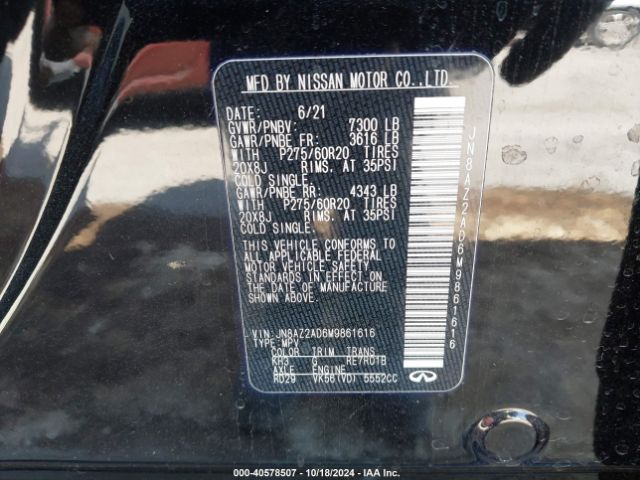 MFD BY NISSAN MOTOR CO.,LTD.
DATE: 6/21
GVWR/PNBV: 7300 LB
GAWR/PNBE FR: 3616 LB
WITH P275/60R20 TIRES
20X8J RIMS. AT 35PSI
COLD SINGLE.
GAWR/PNBE RR: 4343 LB
WITH P275/60R20 TIRES
20X8J RIMS. AT 35PSI
COLD SINGLE.
THIS VEHICLE CONFORMS TO
ALL APPLICABLE FEDERAL
MOTOR VEHICLE SAFETY
STANDARDS IN EFFECT ON
THE DATE OF MANUFACTURE
SHOWN ABOVE.
VIN: JN8AZ2AD6M9861616
TYPE: MPV
COLOR TRIM TRANS
KH3 G RE7R01B
AXLE ENGINE
RD29 VK56(VD) 5552CC
JN8AZ2AD6M9861616
INFINITI
000-40578507 - 10/18/2024 - IAA Inc.